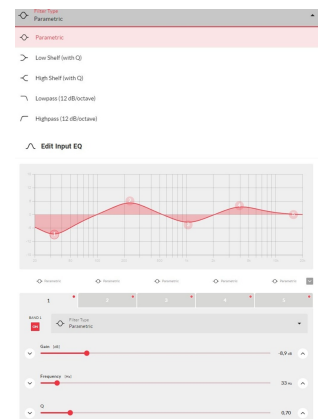 Filter Type
Parametric
Parametric
Low Shelf (with Q)
High Shelf (with Q)
Lowpass (12 dB/octave)
Highpass (12 dB/octave)
Edit Input EQ
Parametric
Parametric
Parametric
Parametric
Parametric
1
2
3
4
5
BAND 1
ON
Filter Type
Parametric
Gain (dB)
-8,9 dB
Frequency (Hz)
33 Hz
Q
0,70